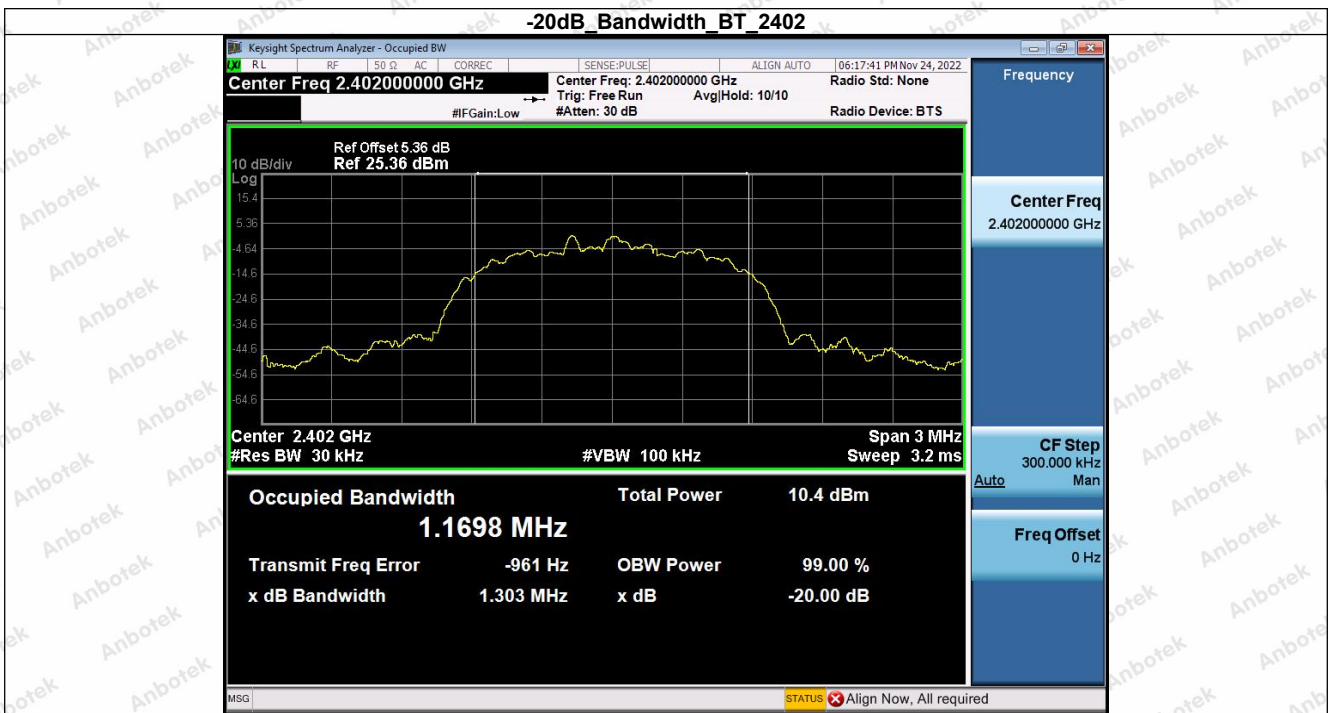 -20dB_Bandwidth_BT_2402
Keysight Spectrum Analyzer - Occupied BW
LXI RL RF 50 Ω AC CORREC SENSE:PULSE ALIGN AUTO 06:17:41 PM Nov 24, 2022
Center Freq 2.402000000 GHz
Center Freq: 2.402000000 GHz
Radio Std: None
Trig: Free Run Avg|Hold: 10/10
#IFGain:Low
#Atten: 30 dB
Radio Device: BTS
Frequency
Ref Offset 5.36 dB
10 dB/div Ref 25.36 dBm
Log
15.4
5.36
-4.64
-14.6
-24.6
-34.6
-44.6
-54.6
-64.6
Center 2.402 GHz Span 3 MHz
#Res BW 30 kHz #VBW 100 kHz Sweep 3.2 ms
Center Freq
2.402000000 GHz
CF Step
300.000 kHz
Auto Man
Freq Offset
0 Hz
Occupied Bandwidth Total Power 10.4 dBm
1.1698 MHz
Transmit Freq Error -961 Hz OBW Power 99.00 %
x dB Bandwidth 1.303 MHz x dB -20.00 dB
MSG STATUS Align Now, All required
Anbotek